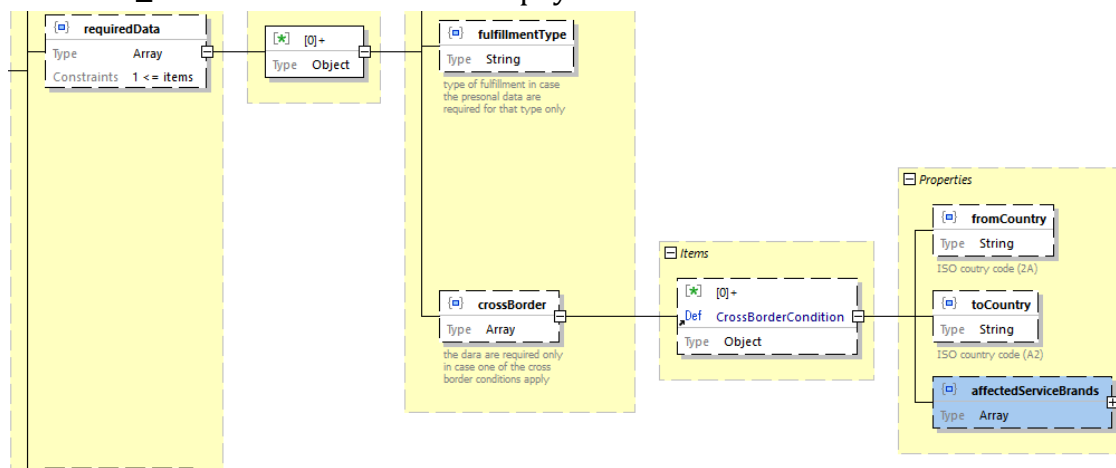 requiredData
Type Array
Constraints 1 <= items
[0]+
Type Object
fulfillmentType
Type String
type of fulfillment in case
the presonal data are
required for that type only
Properties
fromCountry
Type String
ISO coutry code (2A)
Items
[0]+
Def CrossBorderCondition
Type Object
crossBorder
Type Array
the dara are required only
in case one of the cross
border conditions apply
toCountry
Type String
ISO country code (A2)
affectedServiceBrands
Type Array